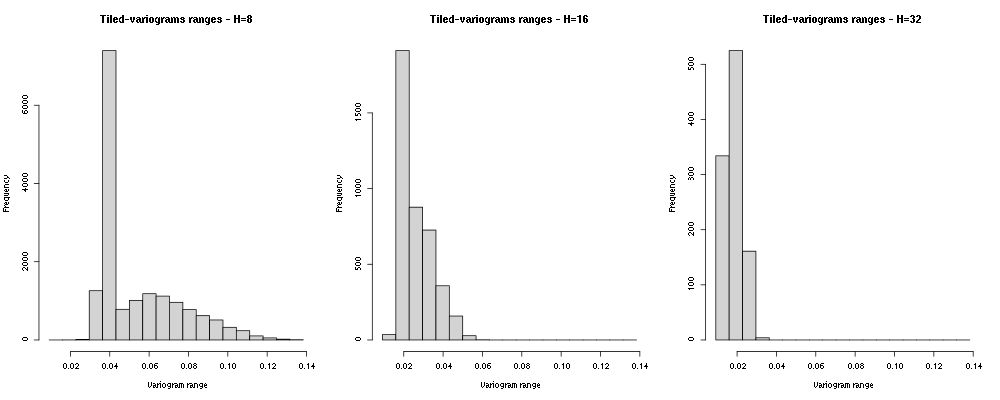 Tiled-variograms ranges - H=8
Frequency
0
2000
4000
6000
0.02 0.04 0.06 0.08 0.10 0.12 0.14
Variogram range
Tiled-variograms ranges - H=16
Frequency
0
500
1000
1500
0.02 0.04 0.06 0.08 0.10 0.12 0.14
Variogram range
Tiled-variograms ranges - H=32
Frequency
0
100
200
300
400
500
0.02 0.04 0.06 0.08 0.10 0.12 0.14
Variogram range